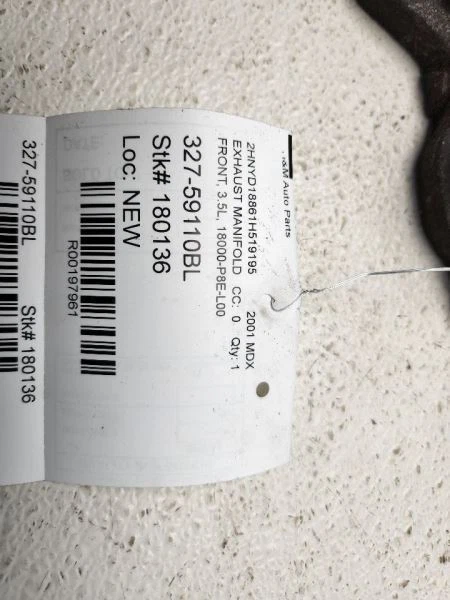 &M Auto Parts
2HNYD18861H519195 2001 MDX
EXHAUST MANIFOLD CC: 0 Qty: 1
FRONT, 3.5L, 18000-P8E-L00
327-59110BL
Stk# 180136
Loc: NEW
R00197961
327-59110BL Stk# 180136